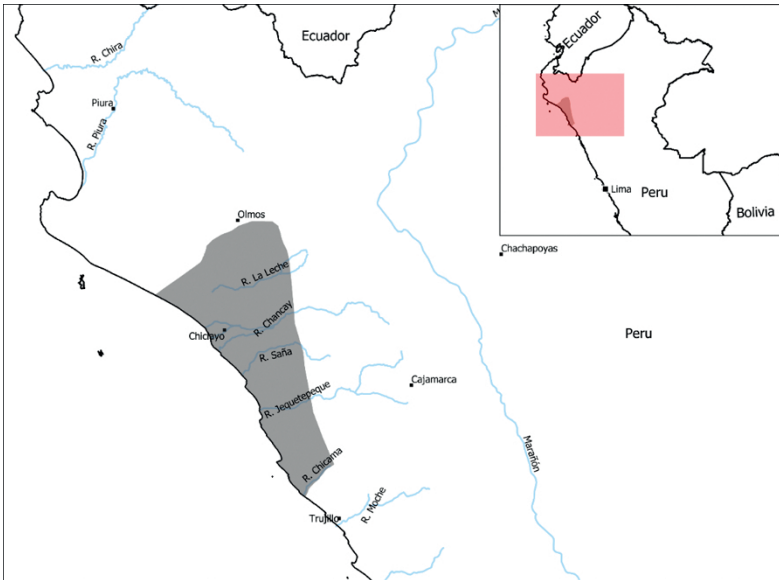 Ecuador
R. Chira
Ecuador
Piura
R. Piura
Lima
Peru
Bolivia
Olmos
Chachapoyas
R. La Leche
R. Chancay
Chiclayo
Peru
R. Saña
Cajamarca
R. Jequetepeque
Marañón
R. Chicama
Trujillo
R. Moche